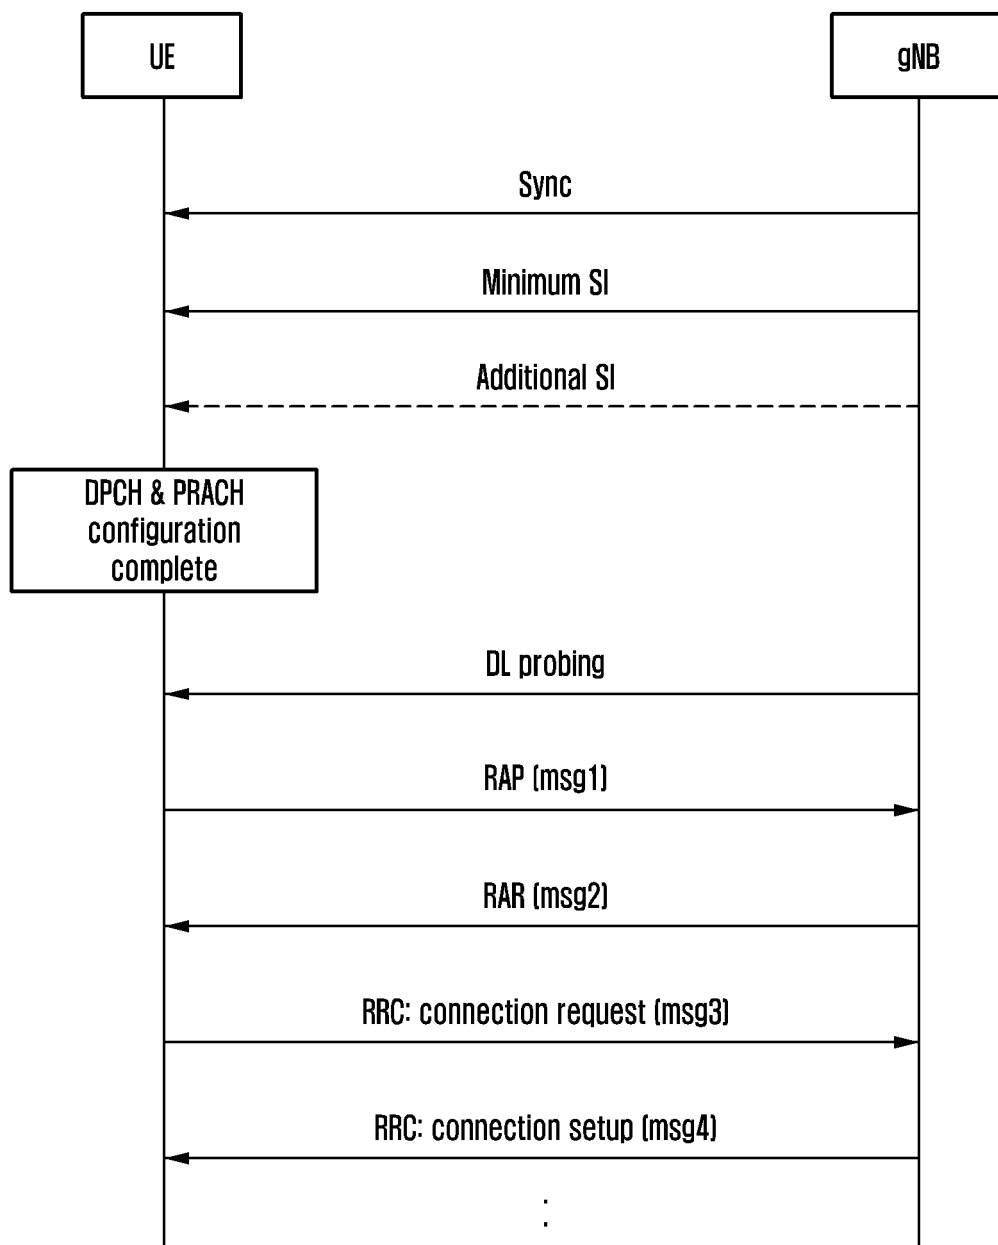 UE
gNB
Sync
Minimum SI
Additional SI
DPCH & PRACH
configuration
complete
DL probing
RAP (msg1)
RAR (msg2)
RRC: connection request (msg3)
RRC: connection setup (msg4)
: